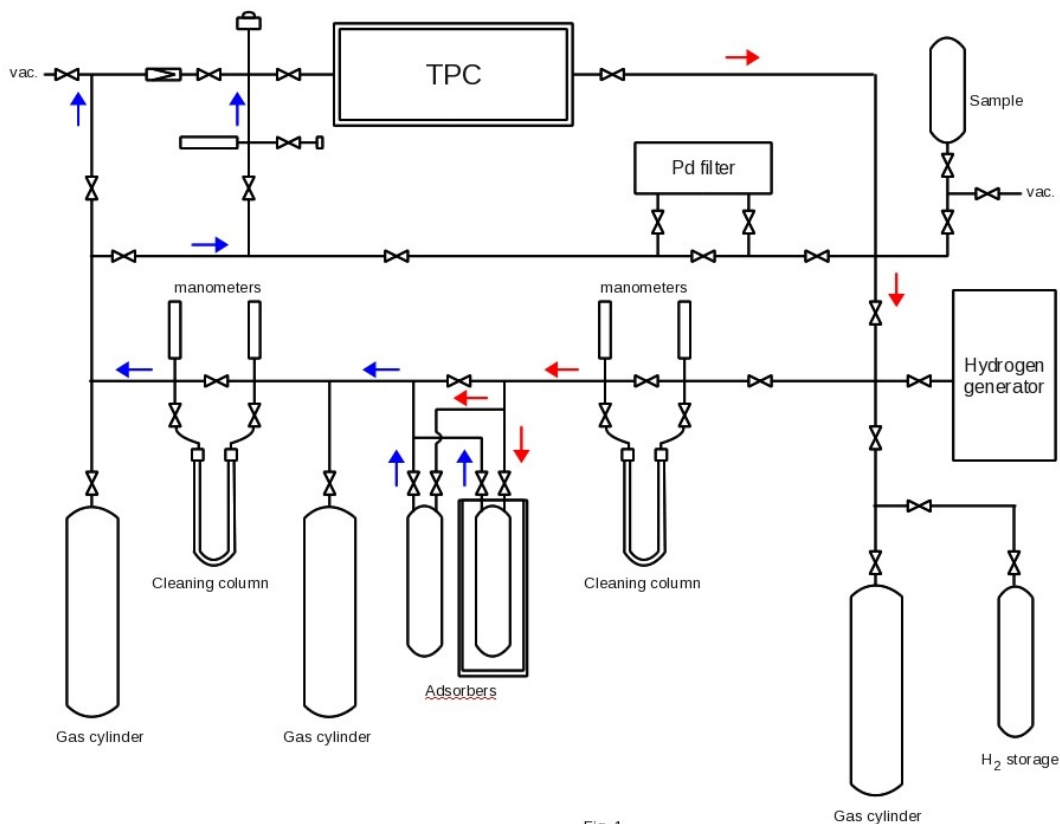 vac.
TPC
Sample
Pd filter
vac.
manometers
manometers
Hydrogen
generator
Cleaning column
Cleaning column
Adsorbers
Gas cylinder
Gas cylinder
H2 storage
Gas cylinder